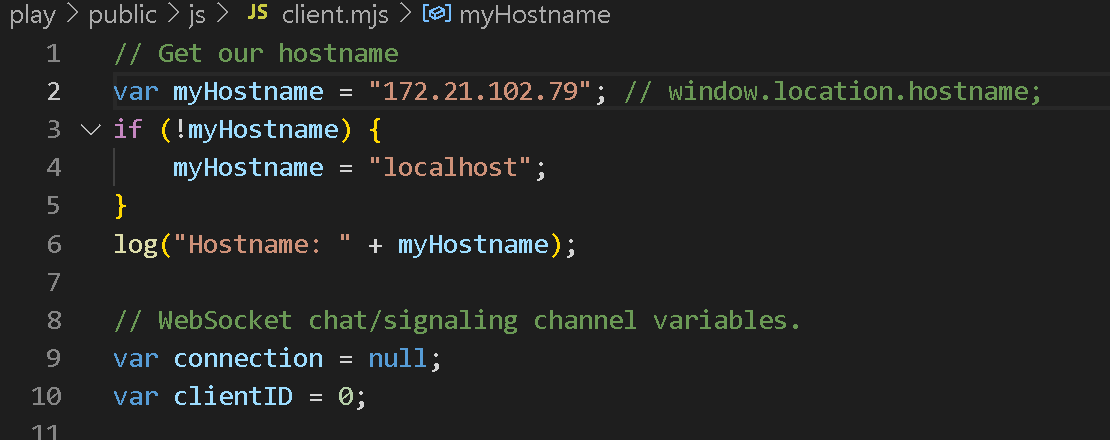 play > public > js > JS client.mjs > myHostname
1 // Get our hostname
2 var myHostname = "172.21.102.79"; // window.location.hostname;
3 if (!myHostname) {
4 myHostname = "localhost";
5 }
6 log("Hostname: " + myHostname);
7
8 // WebSocket chat/signaling channel variables.
9 var connection = null;
10 var clientID = 0;
11